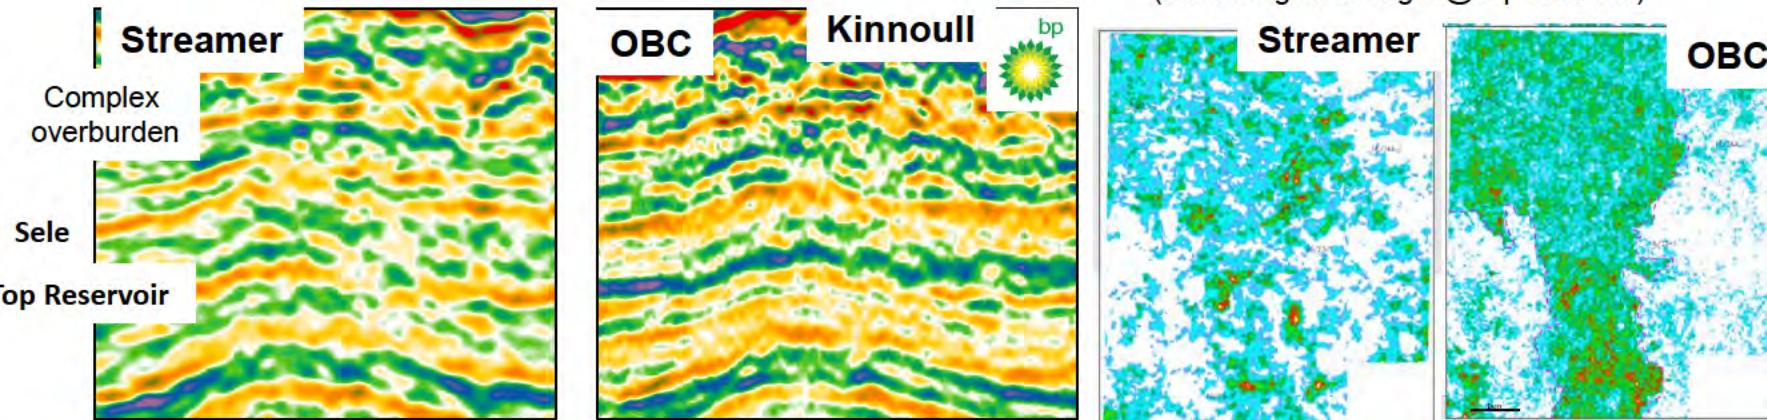 Streamer
Complex
overburden
Sele
Top Reservoir
OBC
Kinnoull
bp
Streamer
OBC